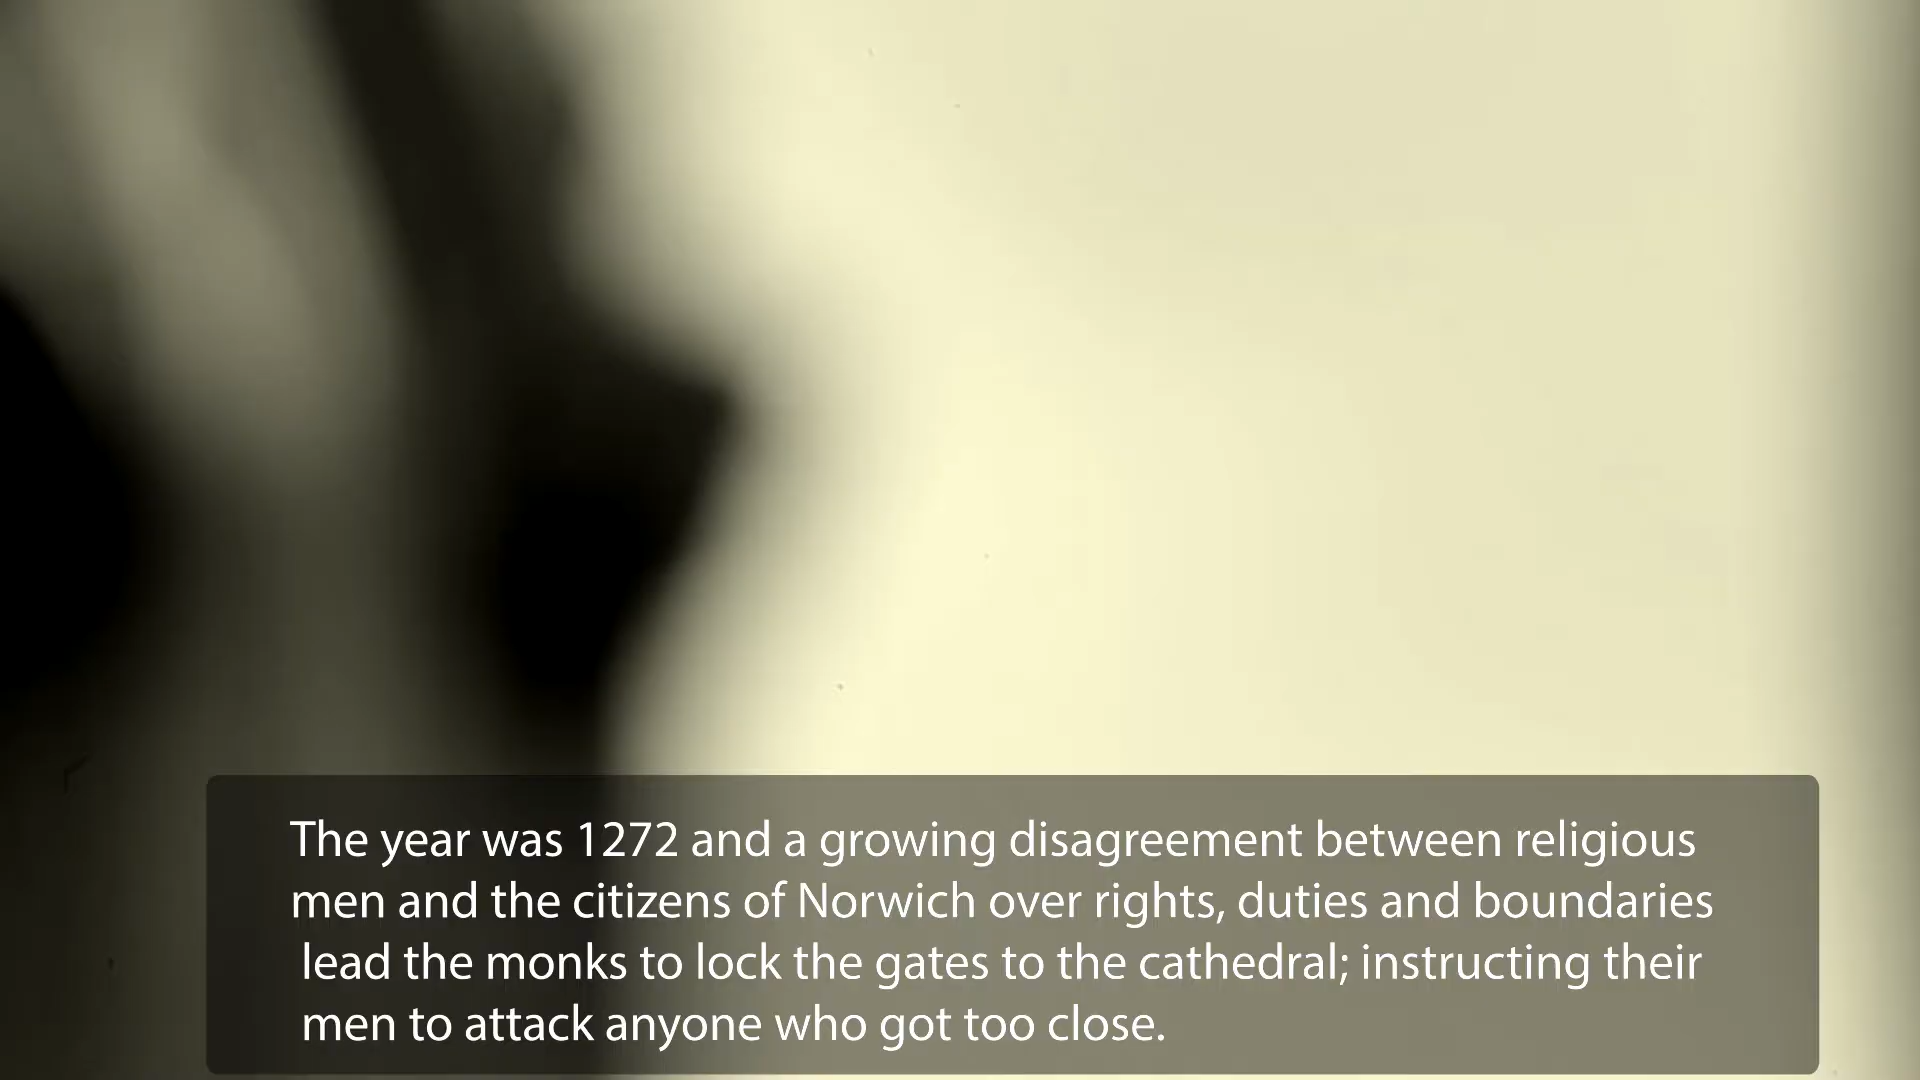 The year was 1272 and a growing disagreement between religious
men and the citizens of Norwich over rights, duties and boundaries
lead the monks to lock the gates to the cathedral; instructing their
men to attack anyone who got too close.